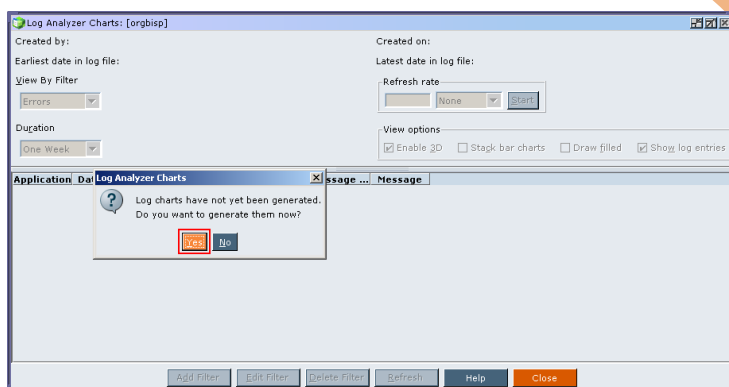 Log Analyzer Charts: [orgbisp]
Created by: Created on:
Earliest date in log file: Latest date in log file:
View By Filter Refresh rate
Errors None Start
Duration View options
One Week Enable 3D Stack bar charts Draw filled Show log entries
Application Dat ssage ... Message
Log Analyzer Charts
Log charts have not yet been generated.
Do you want to generate them now?
Yes No
Add Filter Edit Filter Delete Filter Refresh Help Close